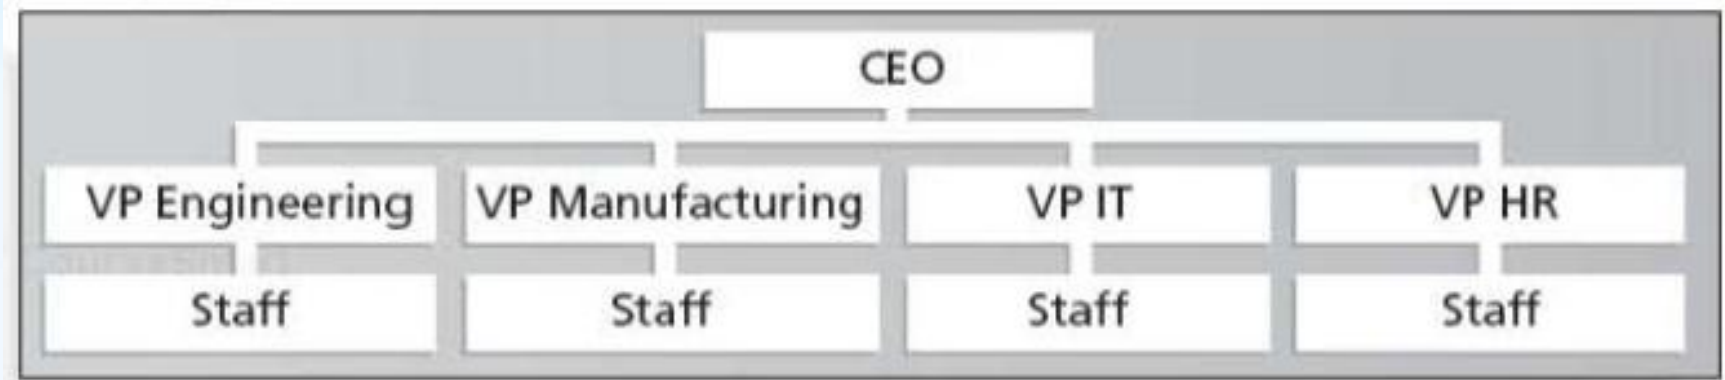 CEO
VP Engineering VP Manufacturing VP IT VP HR
Staff Staff Staff Staff